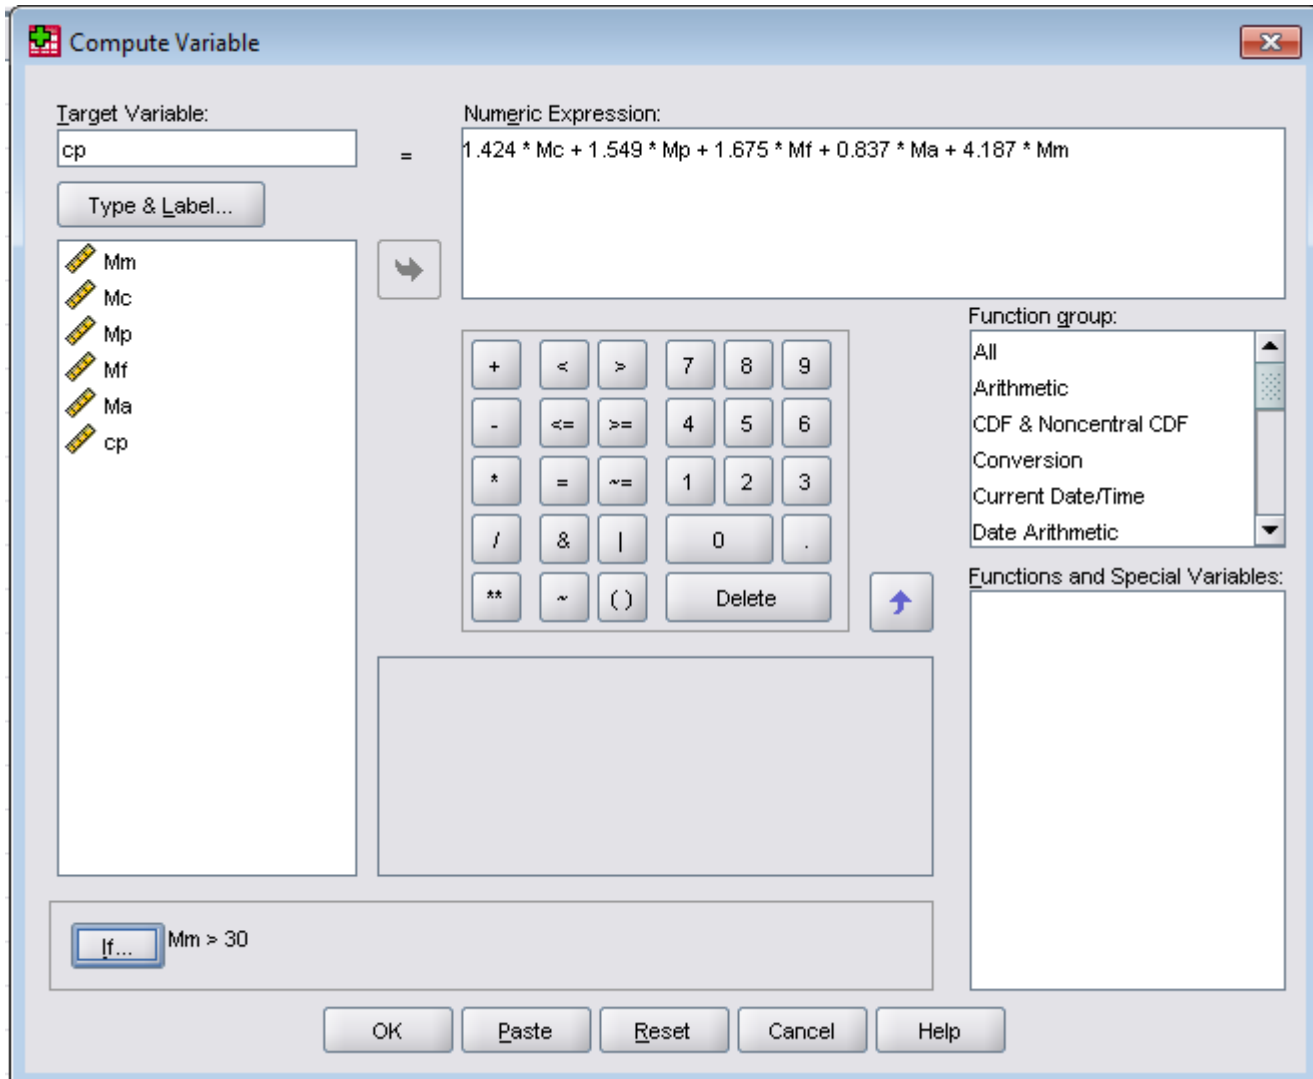 Compute Variable
Target Variable:
cp
=
Numeric Expression:
1.424 * Mc + 1.549 * Mp + 1.675 * Mf + 0.837 * Ma + 4.187 * Mm
Type & Label...
Mm
Mc
Mp
Mf
Ma
cp
+ < > 7 8 9
- <= >= 4 5 6
* = ~= 1 2 3
/ & | 0 .
** ~ ( ) Delete
Function group:
All
Arithmetic
CDF & Noncentral CDF
Conversion
Current Date/Time
Date Arithmetic
Functions and Special Variables:
If... Mm > 30
OK Paste Reset Cancel Help